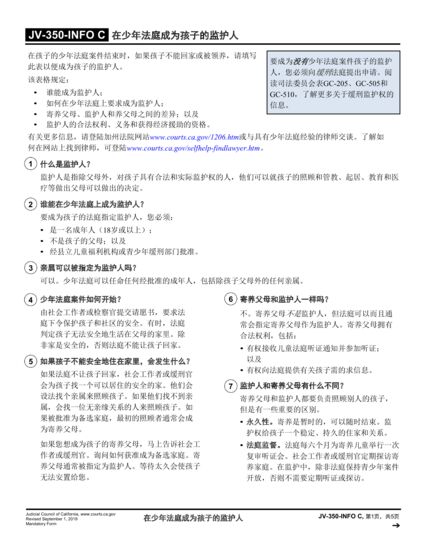 JV-350-INFO C 在少年法庭成为孩子的监护人
在孩子的少年法庭案件结束时，如果孩子不能回家或被领养，请填写
此表以便成为孩子的监护人。
该表格规定：
• 谁能成为监护人；
• 如何在少年法庭上要求成为监护人；
• 寄养父母、监护人和养父母之间的差异；以及
• 监护人的合法权利、义务和获得经济援助的资格。
要成为没有少年法庭案件孩子的监护
人，您必须向缓刑法庭提出申请。阅
读司法委员会表GC-205、GC-505和
GC-510，了解更多关于缓刑监护权的
信息。
有关更多信息，请登陆加州法院网站www.courts.ca.gov/1206.htm或与具有少年法庭经验的律师交谈。了解如
何在网站上找到律师，可登陆www.courts.ca.gov/selfhelp-findlawyer.htm。
1 什么是监护人？
监护人是指除父母外，对孩子具有合法和实际监护权的人，他们可以就孩子的照顾和管教、起居、教育和医
疗等做出父母可以做出的决定。
2 谁能在少年法庭上成为监护人？
要成为孩子的法庭指定监护人，您必须：
• 是一名成年人（18岁或以上）；
• 不是孩子的父母；以及
• 经县立儿童福利机构或青少年缓刑部门批准。
3 亲属可以被指定为监护人吗？
可以。少年法庭可以任命任何经批准的成年人，包括除孩子父母外的任何亲属。
4 少年法庭案件如何开始？
由社会工作者或检察官提交请愿书，要求法
庭下令保护孩子和社区的安全。有时，法庭
判定孩子无法安全地生活在父母的家里。除
非家是安全的，否则法庭不能让孩子回家。
5 如果孩子不能安全地住在家里，会发生什么？
如果法庭不让孩子回家，社会工作者或缓刑官
会为孩子找一个可以居住的安全的家。他们会
设法找个亲属来照顾孩子。如果他们找不到亲
属，会找一位无亲缘关系的人来照顾孩子。如
果被批准为备选家庭，最初的照顾者通常会成
为寄养父母。
如果您想成为孩子的寄养父母，马上告诉社会工
作者或缓刑官。询问如何获准成为备选家庭。寄
养父母通常被指定为监护人。等待太久会使孩子
无法安置给您。
6 寄养父母和监护人一样吗？
不。寄养父母不是监护人，但法庭可以而且通
常会指定寄养父母作为监护人。寄养父母拥有
合法权利，包括：
• 有权接收儿童法庭听证通知并参加听证；
以及
• 有权向法庭提供有关孩子需的求信息。
7 监护人和寄养父母有什么不同？
寄养父母和监护人都要负责照顾别人的孩子，
但是有一些重要的区别。
• 永久性。寄养是暂时的，可以随时结束。监
护权给孩子一个稳定、持久的住家和关系。
• 法庭监督。法庭每六个月为寄养儿童举行一次
复审听证会。社会工作者或缓刑官定期探访寄
养家庭。在监护中，除非法庭保持青少年案件
开放，否则不需要定期听证或探访。
Judicial Council of California, www.courts.ca.gov
Revised September 1, 2018
Mandatory Form
在少年法庭成为孩子的监护人
JV-350-INFO C, 第1页，共5页
→